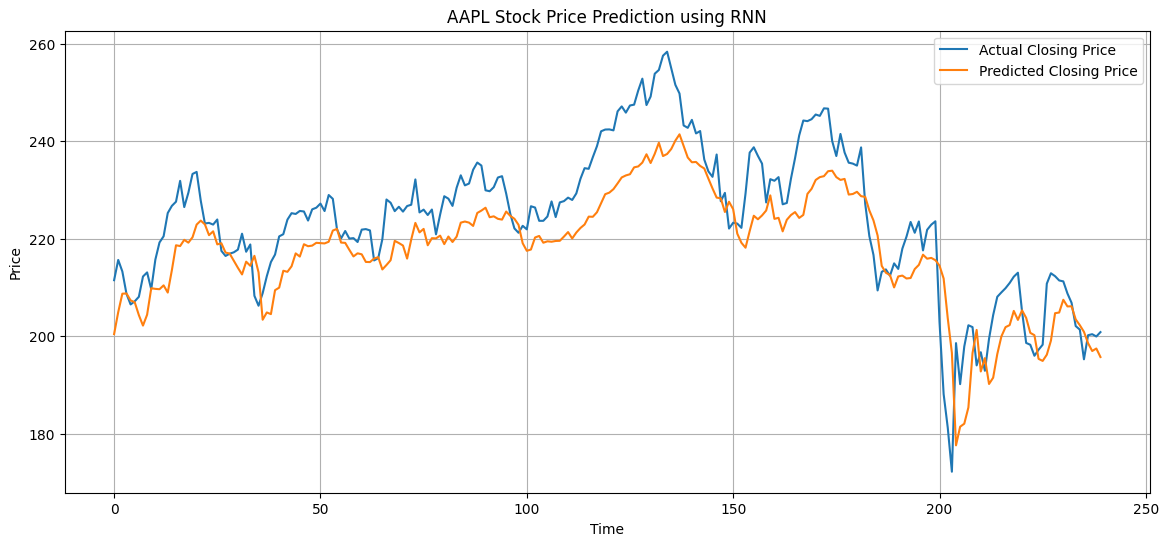 AAPL Stock Price Prediction using RNN
Actual Closing Price
Predicted Closing Price
260
240
220
200
180
Price
0
50
100
150
200
250
Time